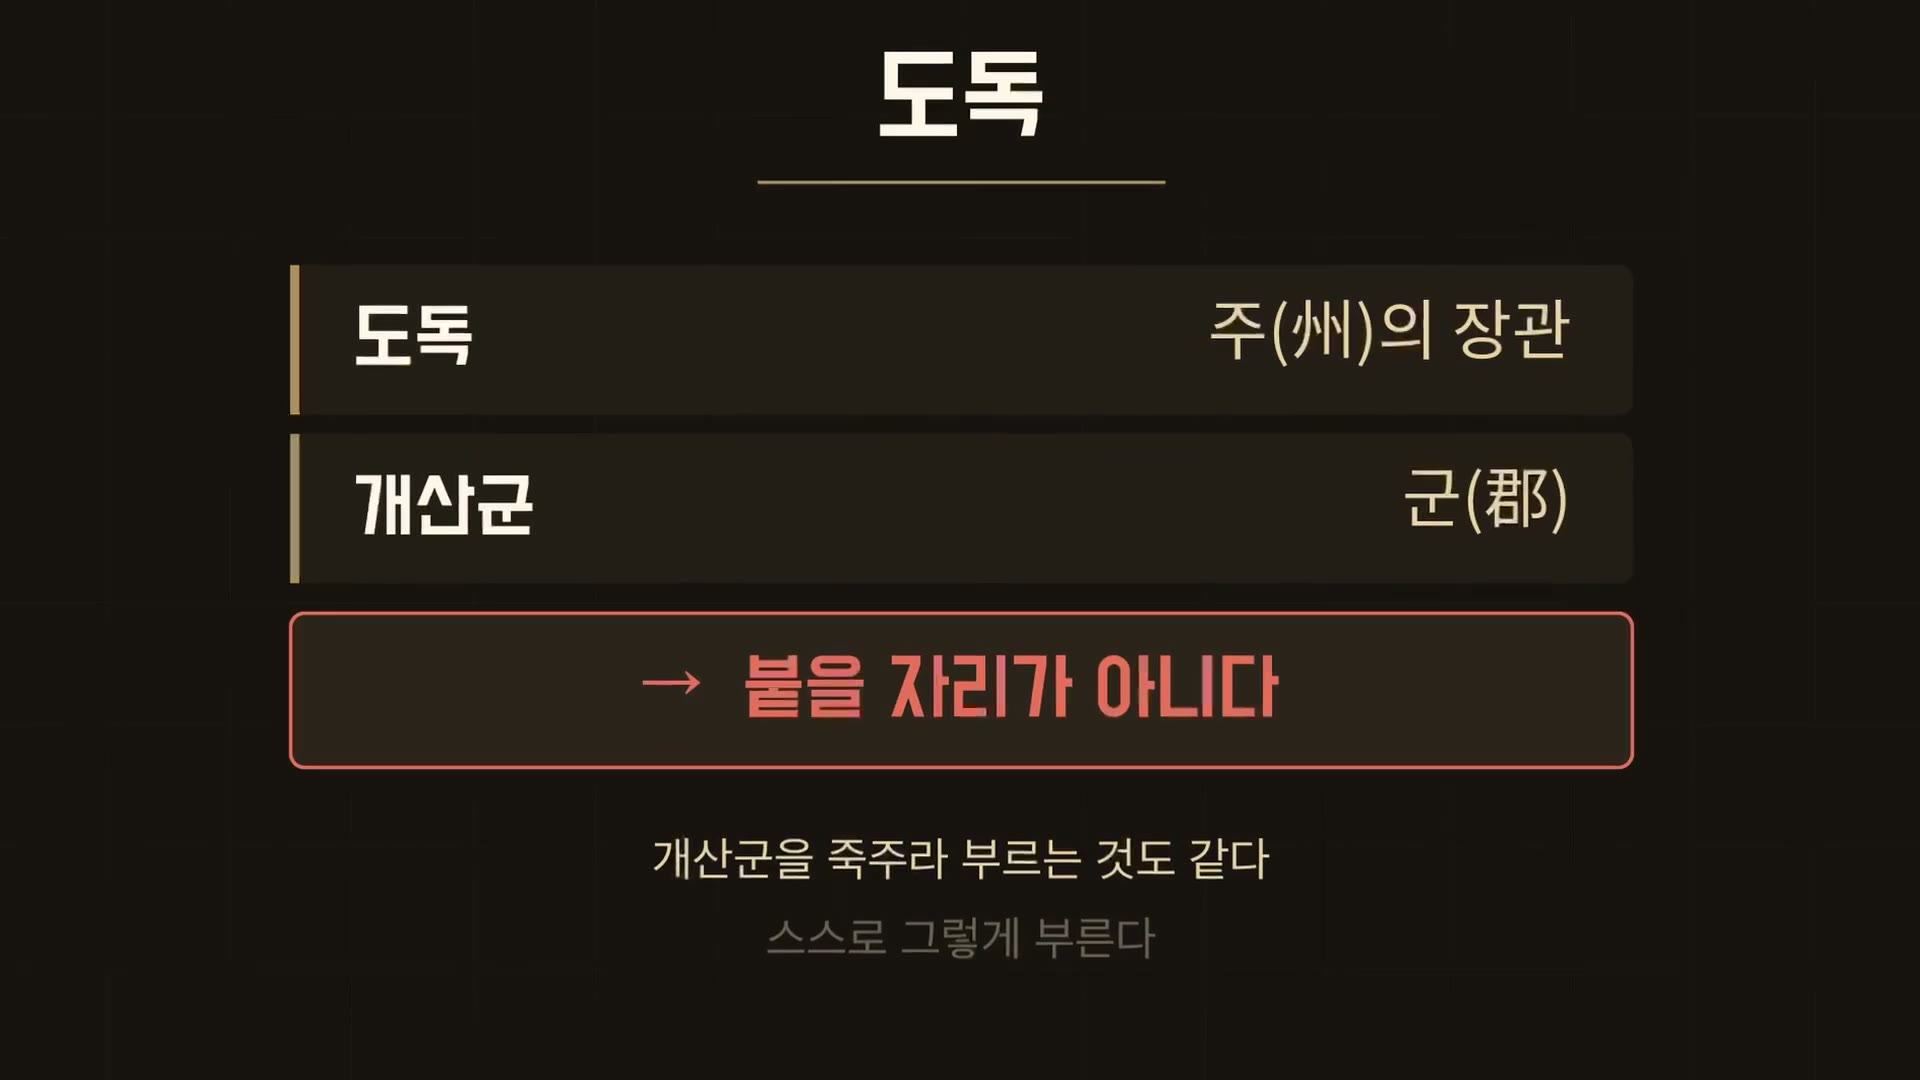 도독
도독 주(州)의 장관
개산군 군(郡)
→ 붙을 자리가 아니다
개산군을 죽주라 부르는 것도 같다
스스로 그렇게 부른다